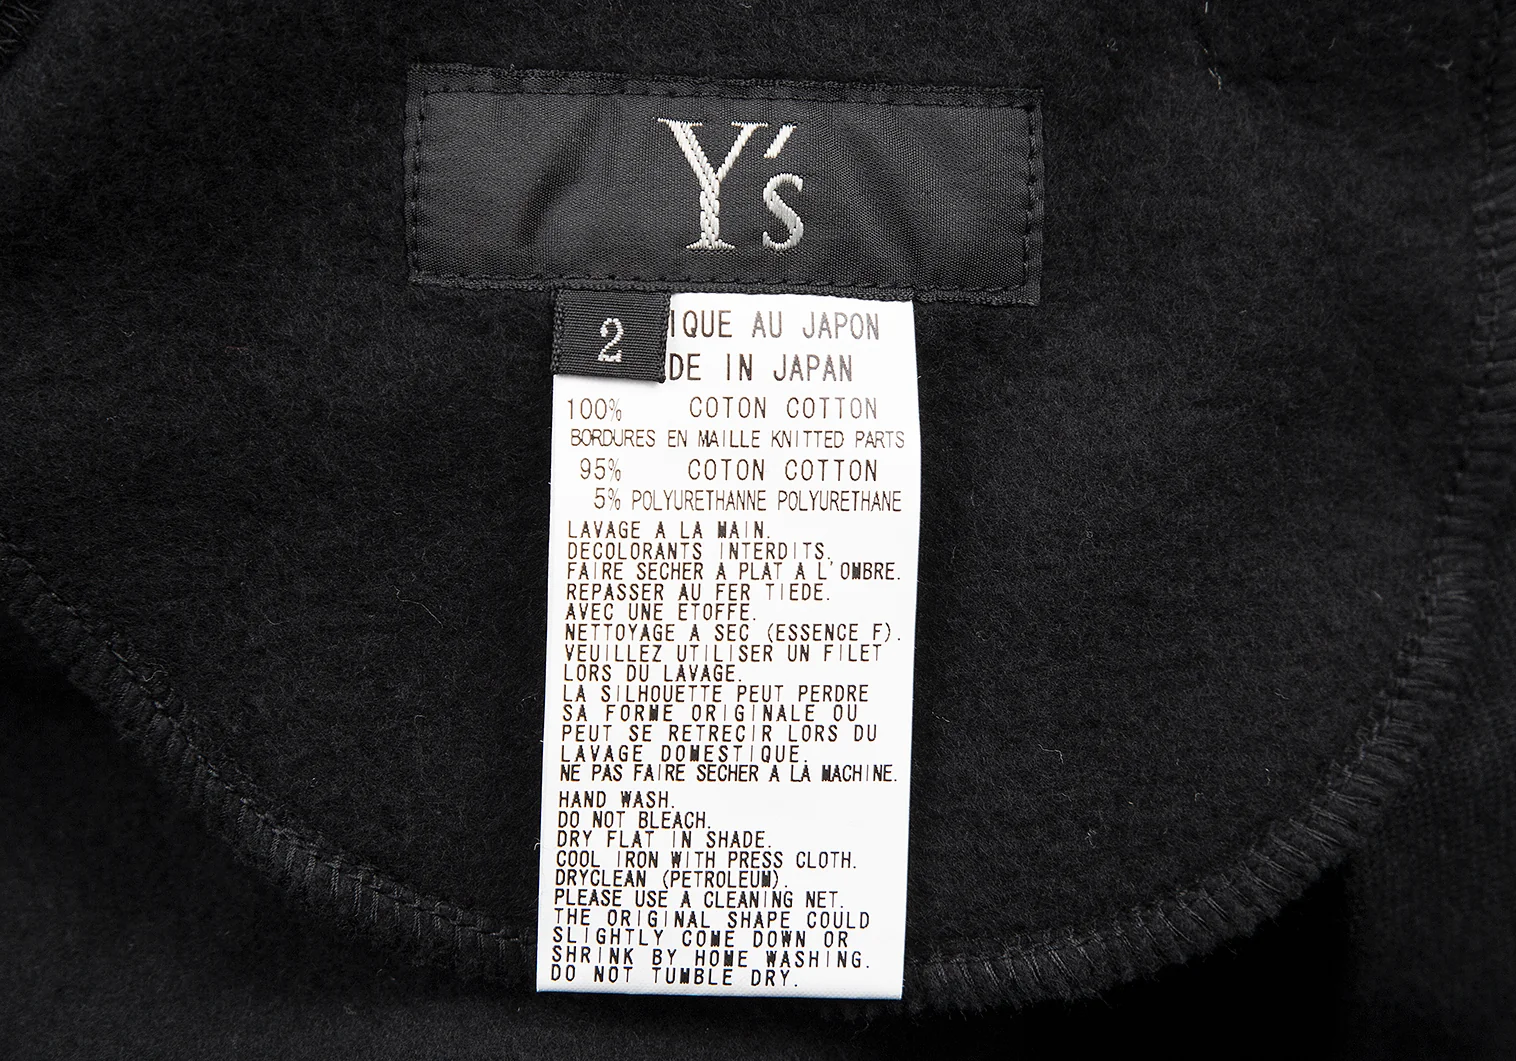 Y's
2
IQUE AU JAPON
DE IN JAPAN
100% COTON COTTON
BORDURES EN MAILLE KNITTED PARTS
95% COTON COTTON
5% POLYURETHANNE POLYURETHANE
LAVAGE A LA MAIN.
DECOLORANTS INTERDITS.
FAIRE SECHER A PLAT A L'OMBRE.
REPASSER AU FER TIEDE.
AVEC UNE ETOFFE.
NETTOYAGE A SEC (ESSENCE F).
VEUILLEZ UTILISER UN FILET
LORS DU LAVAGE.
LA SILHOUETTE PEUT PERDRE
SA FORME ORIGINALE OU
PEUT SE RETRECIR LORS DU
LAVAGE DOMESTIQUE.
NE PAS FAIRE SECHER A LA MACHINE.
HAND WASH.
DO NOT BLEACH.
DRY FLAT IN SHADE.
COOL IRON WITH PRESS CLOTH.
DRYCLEAN (PETROLEUM).
PLEASE USE A CLEANING NET.
THE ORIGINAL SHAPE COULD
SLIGHTLY COME DOWN OR
SHRINK BY HOME WASHING.
DO NOT TUMBLE DRY.